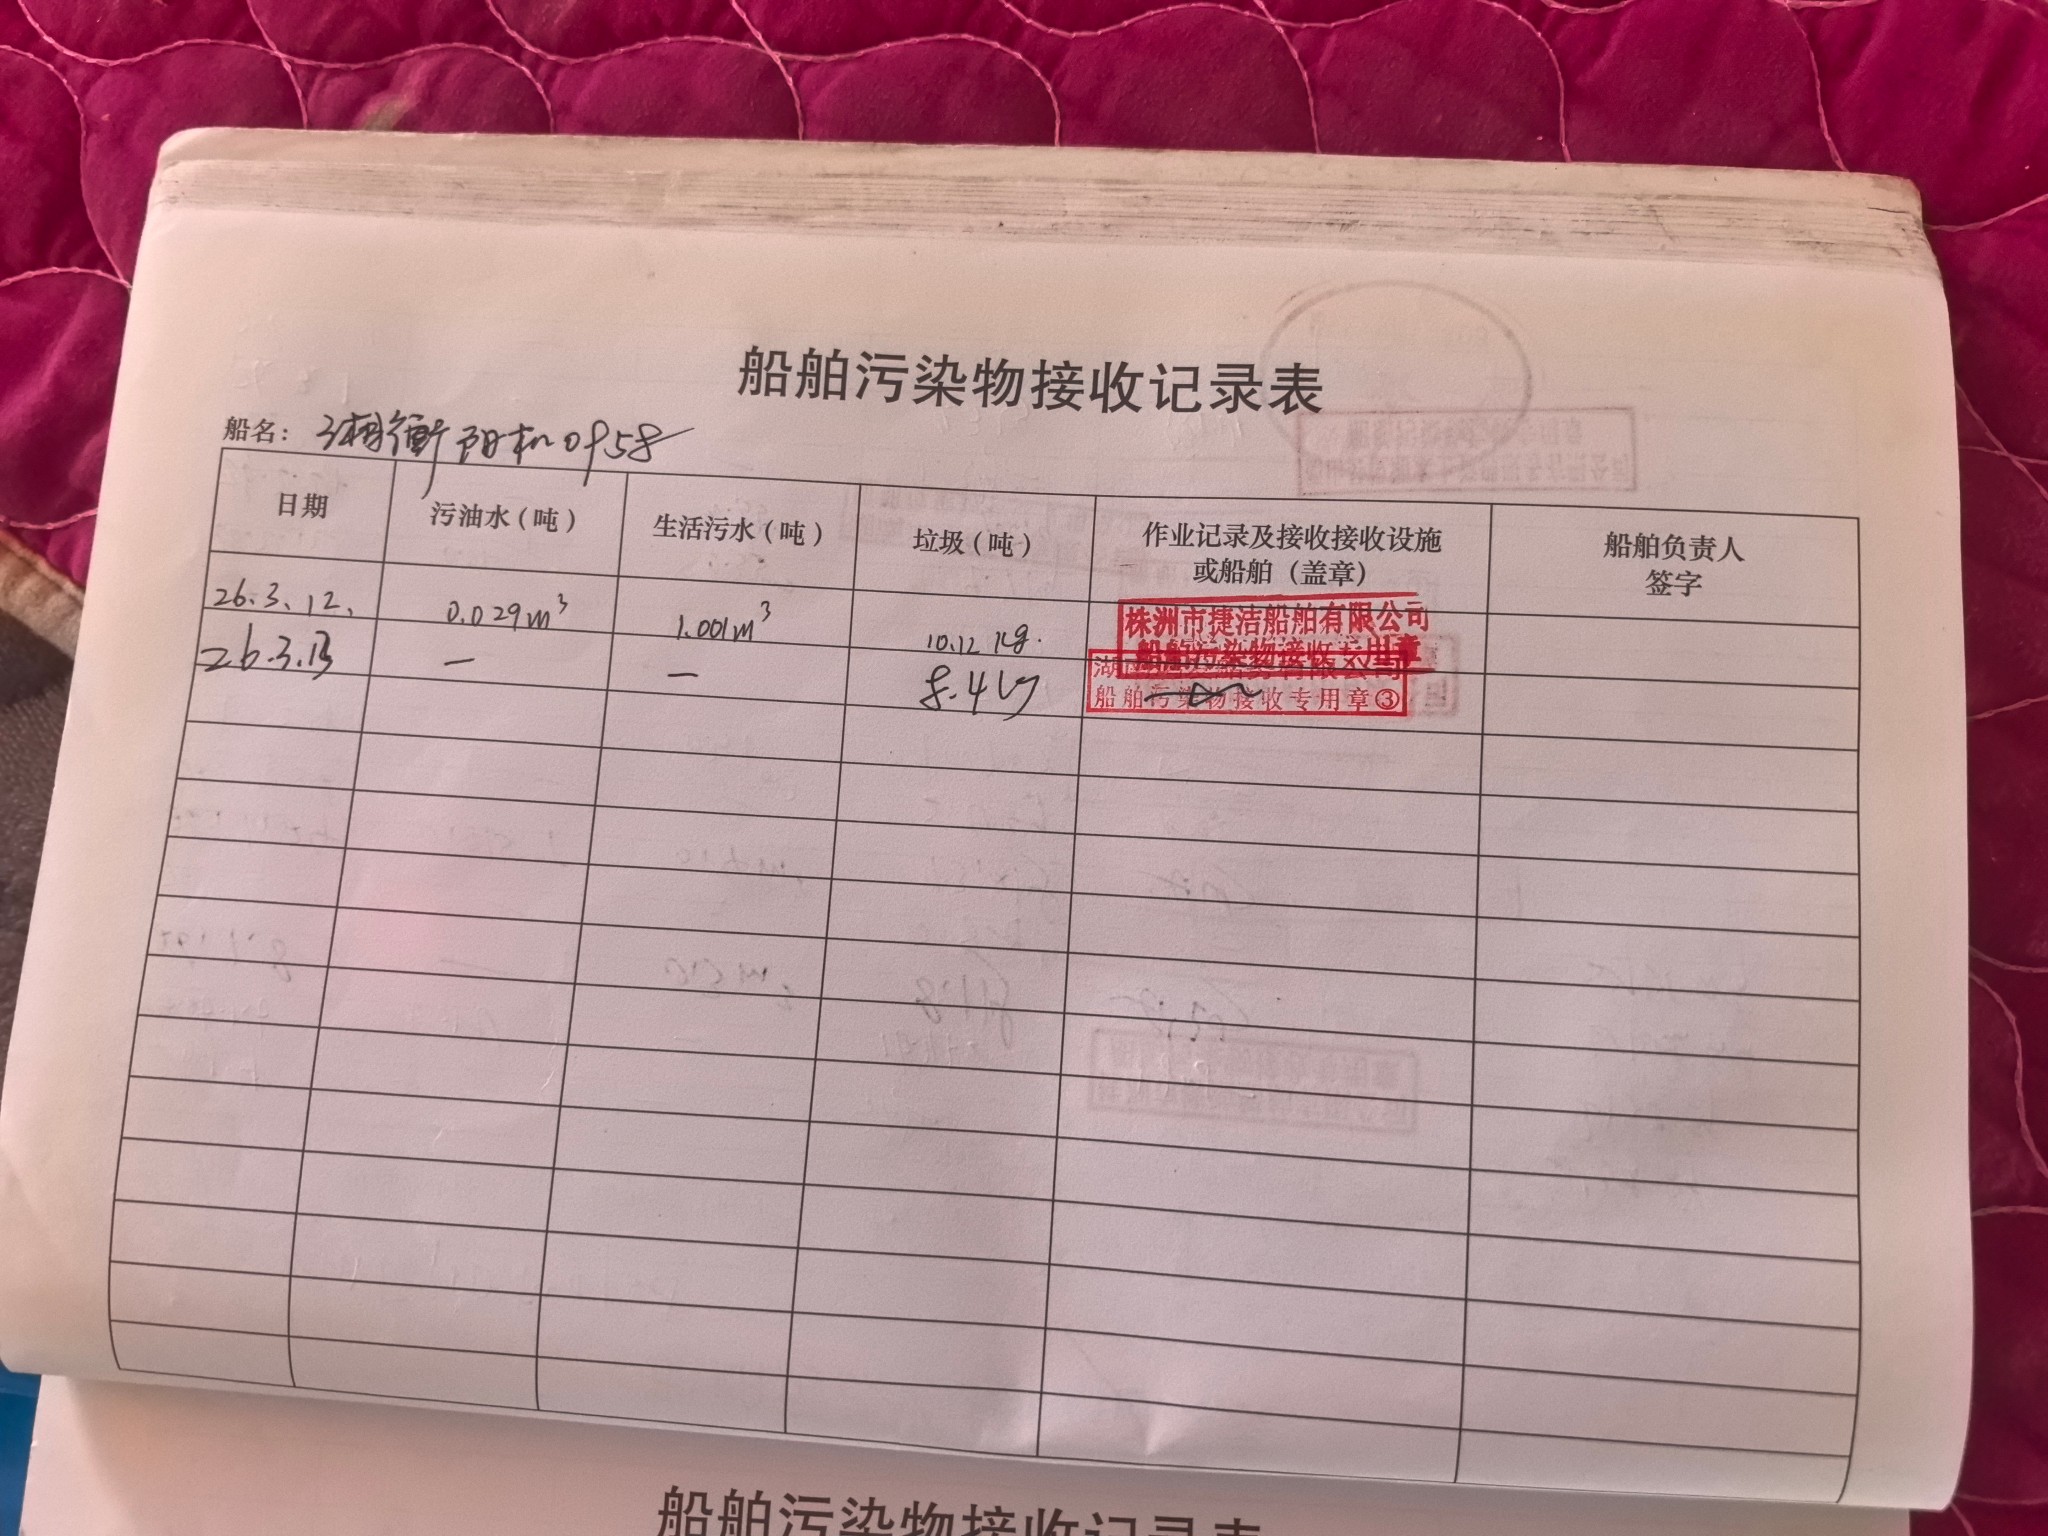 船舶污染物接收记录表
船名：湘衡阳机0958
日期 污油水（吨） 生活污水（吨） 垃圾（吨） 作业记录及接收接收设施或船舶（盖章） 船舶负责人签字
26.3.12. 0.029m³ 1.001m³ 10.12 Kg.
株洲市捷洁船舶有限公司
船舶污染物接收专用章
26.3.13 — — 8.4kg
湖
有限公司
船舶污染物接收专用章③
船舶污染物接收记录表